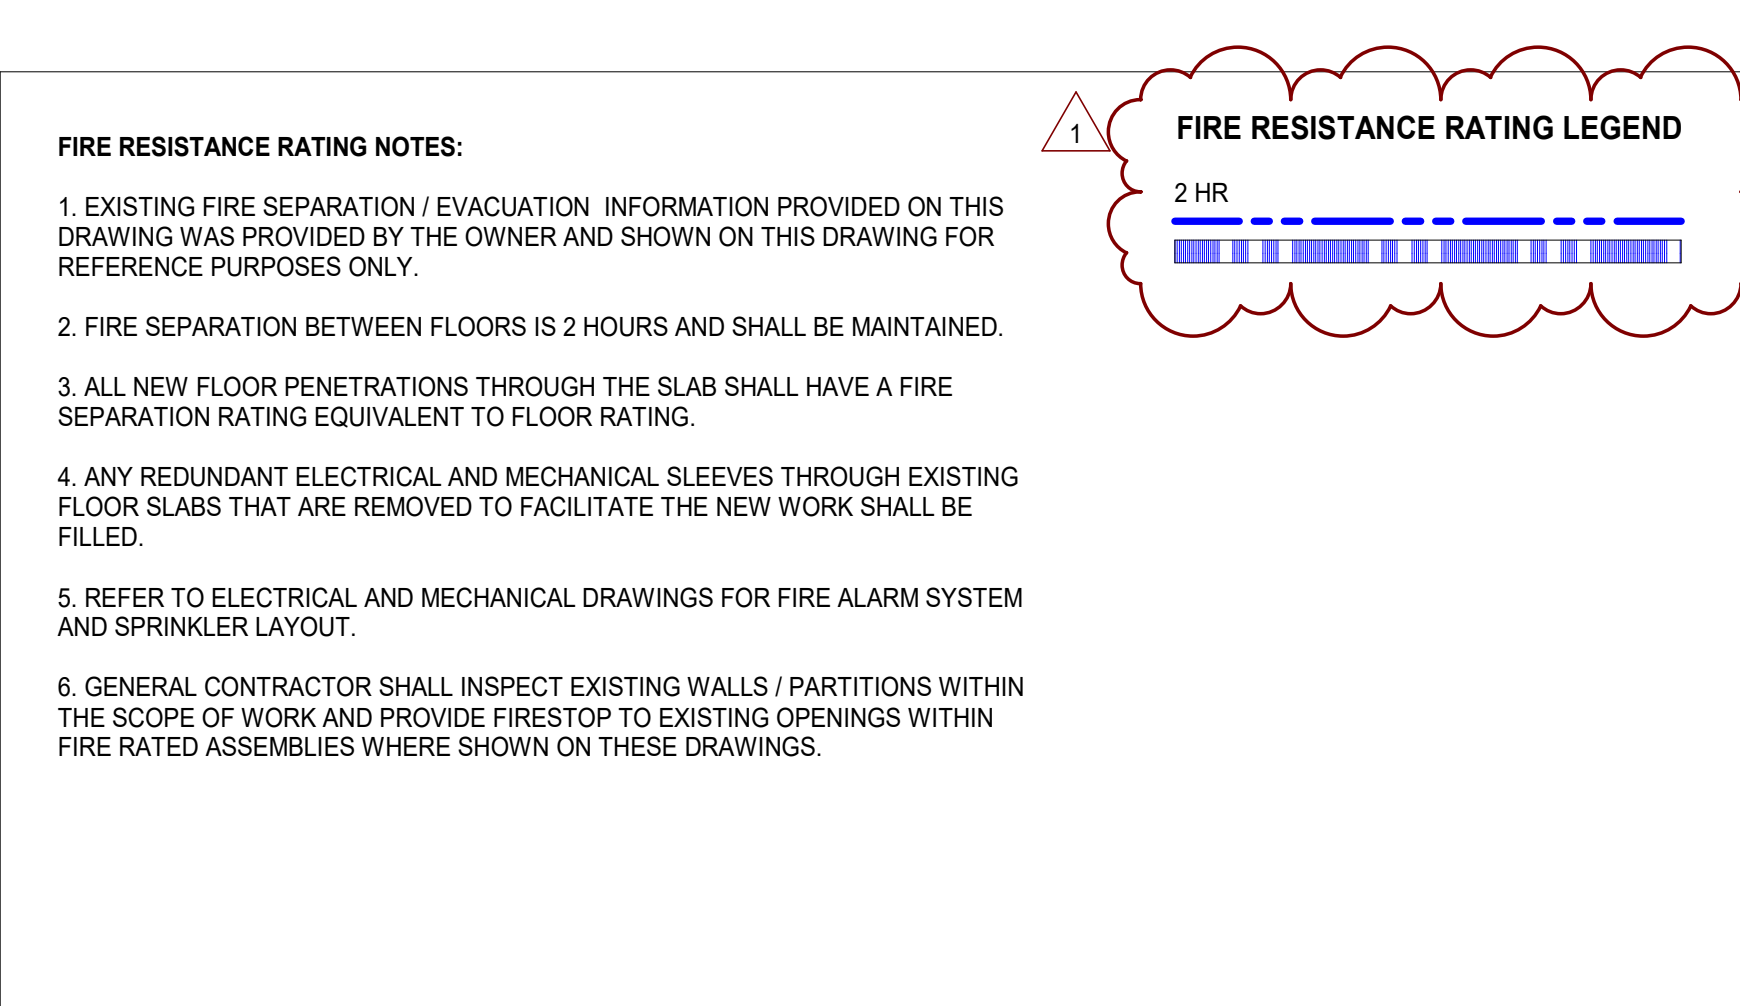 FIRE RESISTANCE RATING NOTES:
1. EXISTING FIRE SEPARATION / EVACUATION  INFORMATION PROVIDED ON THIS
DRAWING WAS PROVIDED BY THE OWNER AND SHOWN ON THIS DRAWING FOR
REFERENCE PURPOSES ONLY.
2. FIRE SEPARATION BETWEEN FLOORS IS 2 HOURS AND SHALL BE MAINTAINED.
3. ALL NEW FLOOR PENETRATIONS THROUGH THE SLAB SHALL HAVE A FIRE
SEPARATION RATING EQUIVALENT TO FLOOR RATING.
4. ANY REDUNDANT ELECTRICAL AND MECHANICAL SLEEVES THROUGH EXISTING
FLOOR SLABS THAT ARE REMOVED TO FACILITATE THE NEW WORK SHALL BE
FILLED.
5. REFER TO ELECTRICAL AND MECHANICAL DRAWINGS FOR FIRE ALARM SYSTEM
AND SPRINKLER LAYOUT.
6. GENERAL CONTRACTOR SHALL INSPECT EXISTING WALLS / PARTITIONS WITHIN
THE SCOPE OF WORK AND PROVIDE FIRESTOP TO EXISTING OPENINGS WITHIN
FIRE RATED ASSEMBLIES WHERE SHOWN ON THESE DRAWINGS.
1
FIRE RESISTANCE RATING LEGEND
2 HR